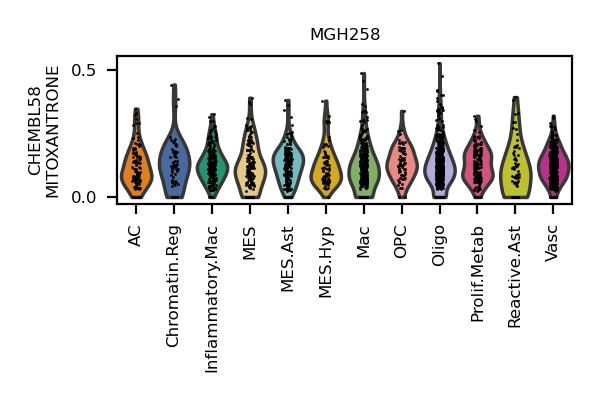 MGH258
CHEMBL58
MITOXANTRONE
0.5
0.0
AC
Chromatin.Reg
Inflammatory.Mac
MES
MES.Ast
MES.Hyp
Mac
OPC
Oligo
Prolif.Metab
Reactive.Ast
Vasc